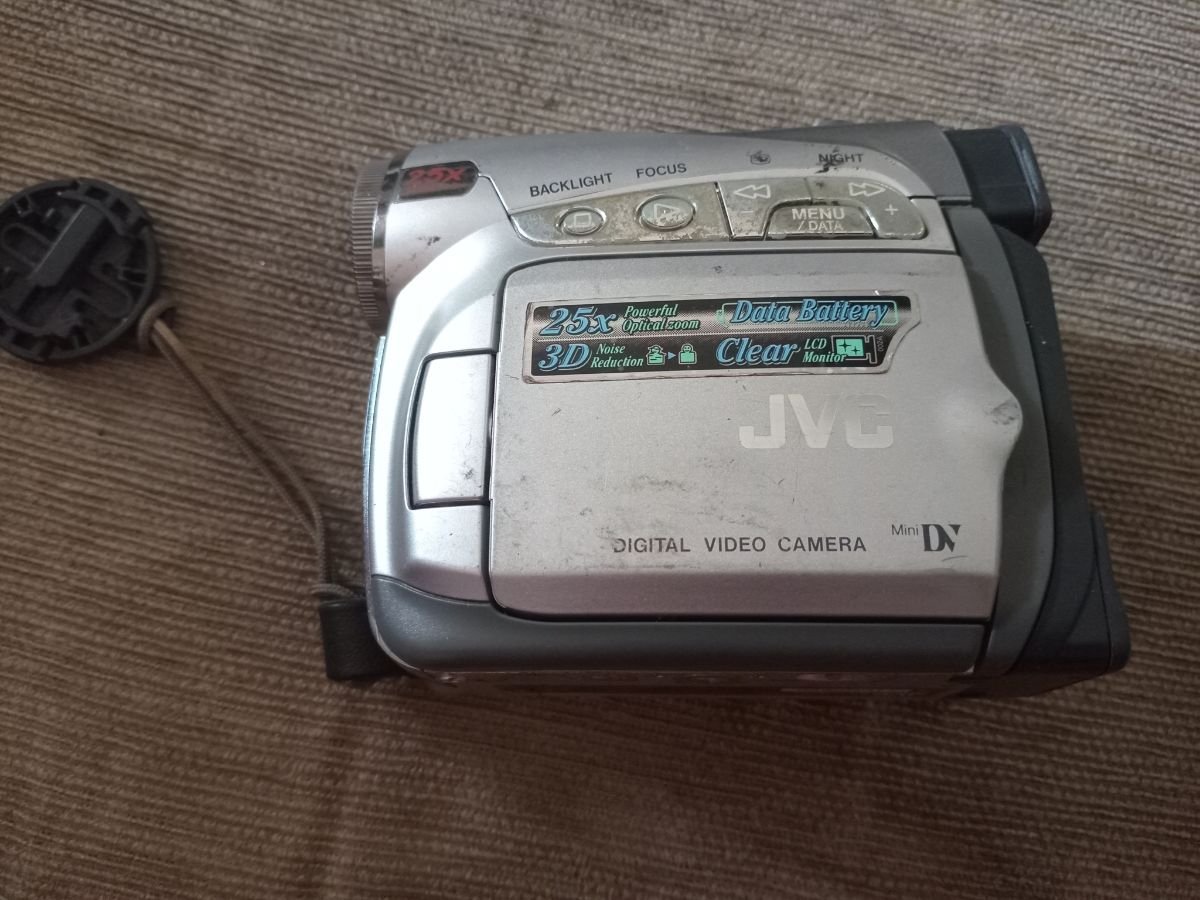 25X
BACKLIGHT FOCUS NIGHT
- MENU +
/DATA
25x Powerful Optical zoom Data Battery
3D Noise Reduction Clear LCD Monitor
JVC
DIGITAL VIDEO CAMERA Mini DV